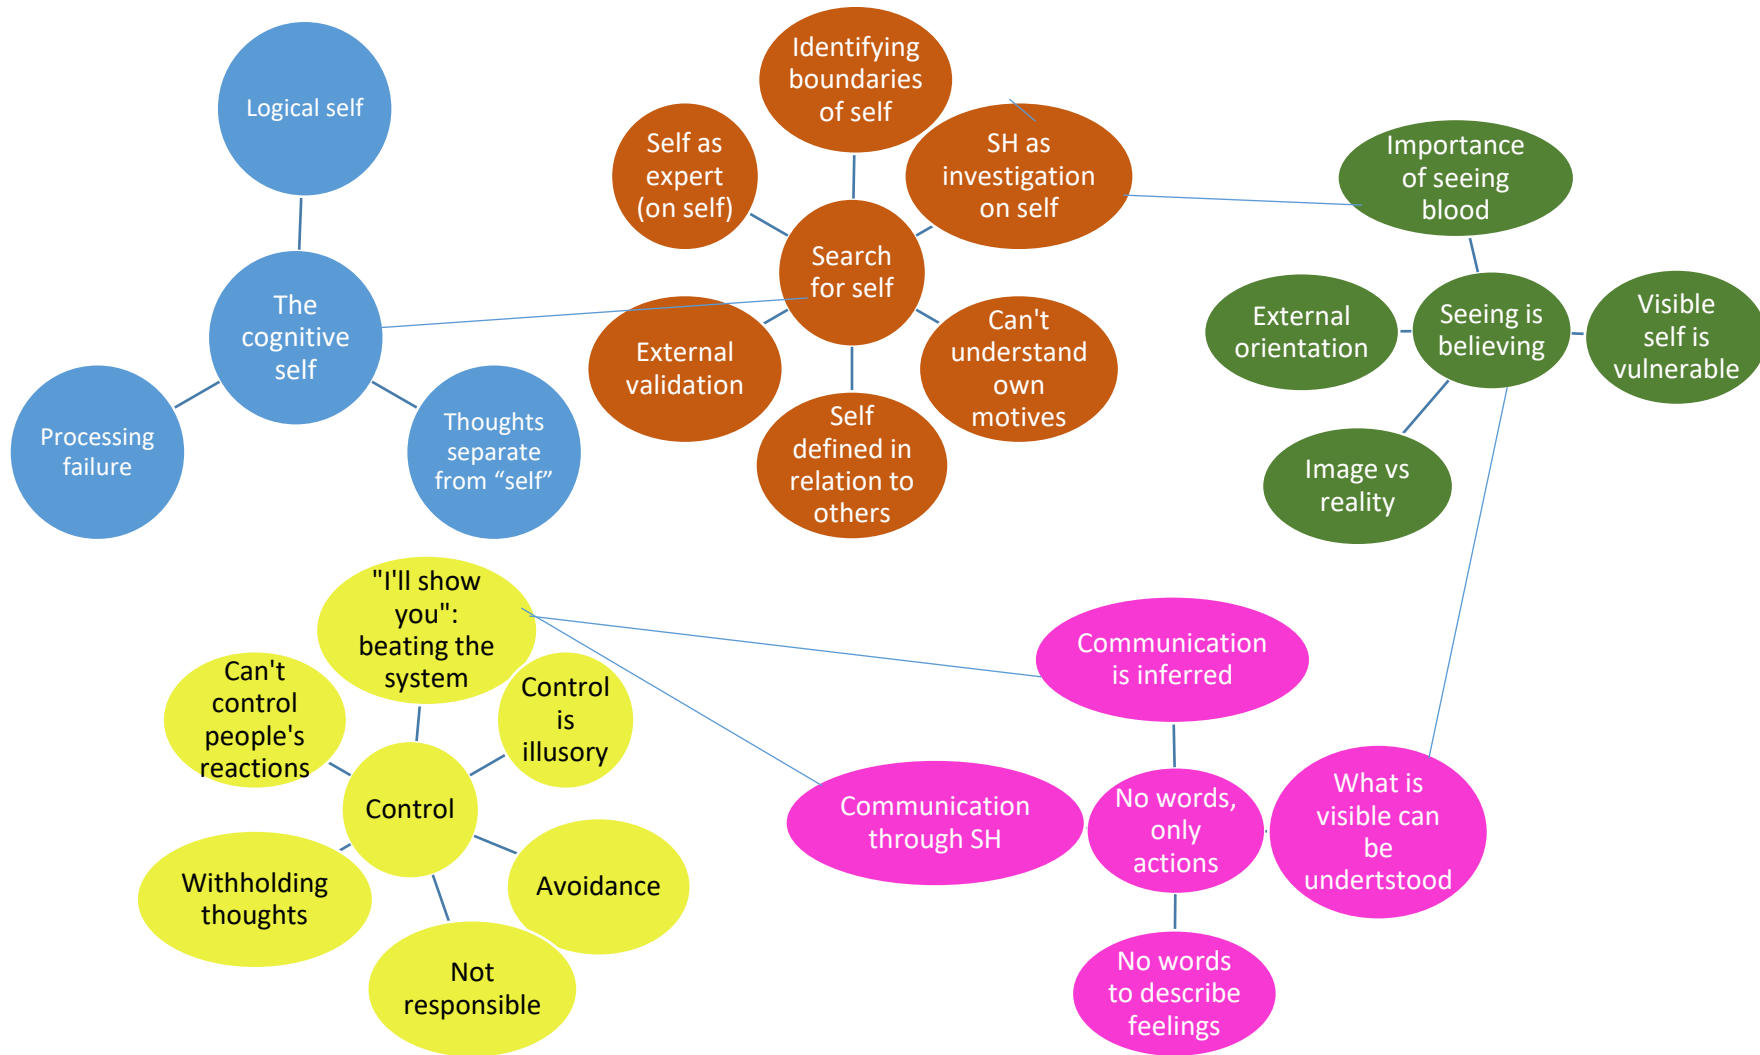 Logical self
The
cognitive
self
Processing
failure
Thoughts
separate
from “self”
Identifying
boundaries
of self
Self as
expert
(on self)
SH as
investigation
on self
Search
for self
External
validation
Can't
understand
own
motives
Self
defined in
relation to
others
Importance
of seeing
blood
External
orientation
Seeing is
believing
Visible
self is
vulnerable
Image vs
reality
"I'll show
you":
beating the
system
Can't
control
people's
reactions
Control
is
illusory
Control
Withholding
thoughts
Avoidance
Not
responsible
Communication
is inferred
Communication
through SH
No words,
only
actions
What is
visible can
be
undertstood
No words
to describe
feelings